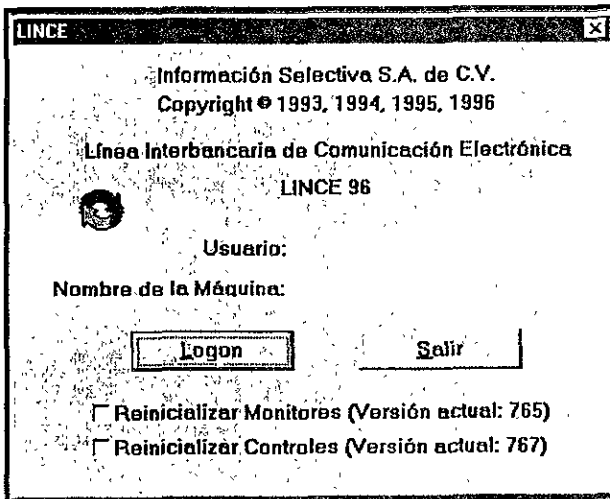 LINCE
Información Selectiva S.A. de C.V.
Copyright © 1993, 1994, 1995, 1996
Línea Interbancaria de Comunicación Electrónica
LINCE 96
Usuario:
Nombre de la Máquina:
Logon Salir
Reinicializar Monitores (Versión actual: 765)
Reinicializar Controles (Versión actual: 767)